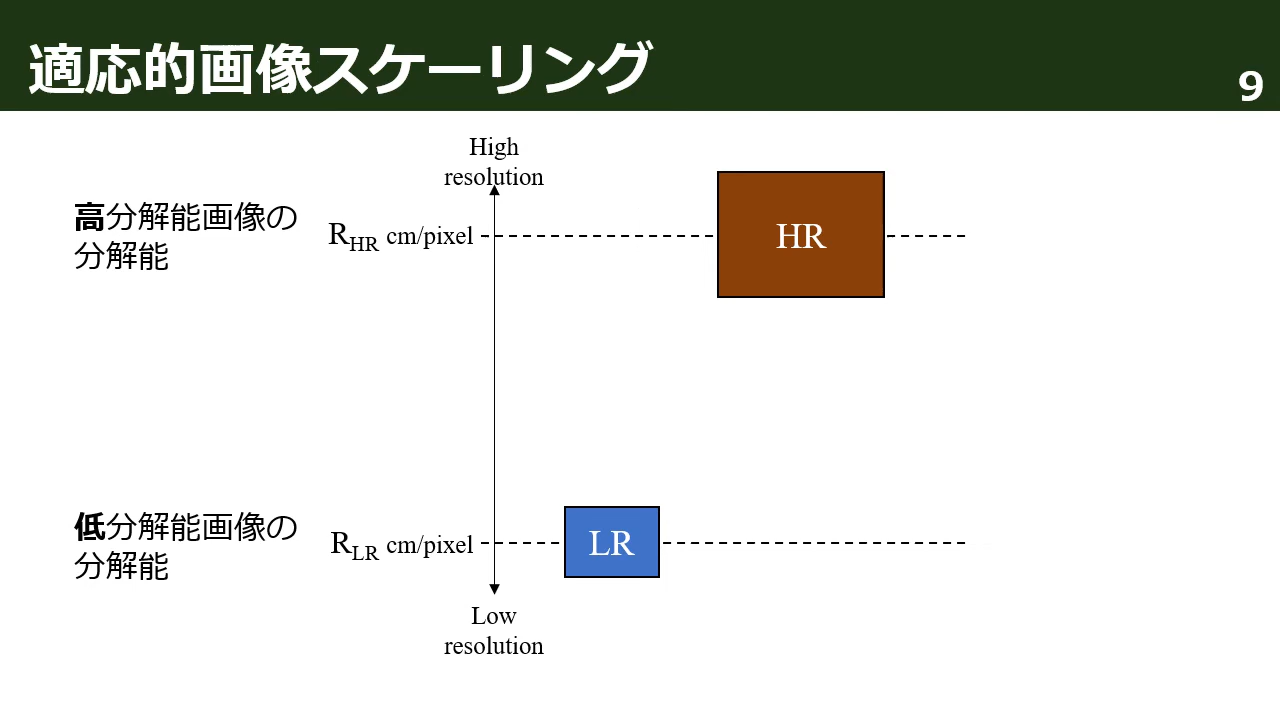 適応的画像スケーリング
9
High
resolution
高分解能画像の
分解能
R_HR cm/pixel
HR
低分解能画像の
分解能
R_LR cm/pixel
LR
Low
resolution